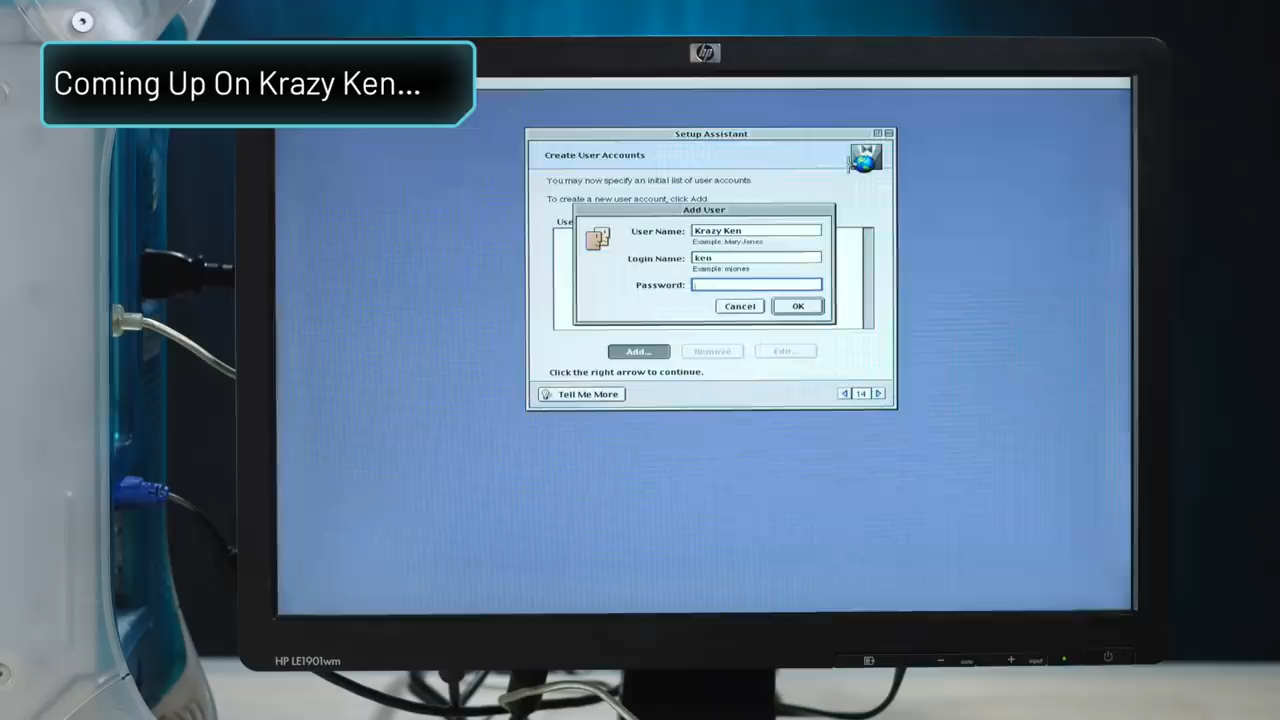 Coming Up On Krazy Ken...
hp
Setup Assistant
Create User Accounts
You may now specify an initial list of user accounts.
To create a new user account, click Add.
Add User
User Name: Krazy Ken
Example: Mary Jones
Login Name: ken
Example: mjones
Password:
Cancel OK
Add... Remove Edit...
Click the right arrow to continue.
Tell Me More 14
HP LE1901wm
input